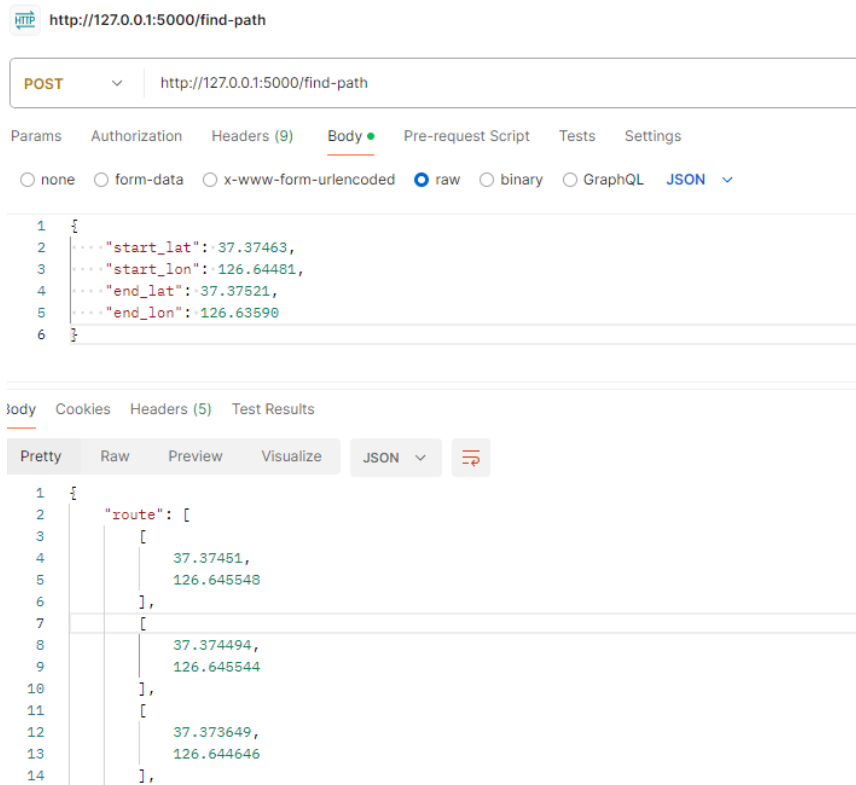 HTTP http://127.0.0.1:5000/find-path
POST http://127.0.0.1:5000/find-path
Params Authorization Headers (9) Body Pre-request Script Tests Settings
none form-data x-www-form-urlencoded raw binary GraphQL JSON
1 {
2 "start_lat": 37.37463,
3 "start_lon": 126.64481,
4 "end_lat": 37.37521,
5 "end_lon": 126.63590
6 }
Body Cookies Headers (5) Test Results
Pretty Raw Preview Visualize JSON
1 {
2 "route": [
3 [
4 37.37451,
5 126.645548
6 ],
7 [
8 37.374494,
9 126.645544
10 ],
11 [
12 37.373649,
13 126.644646
14 ],